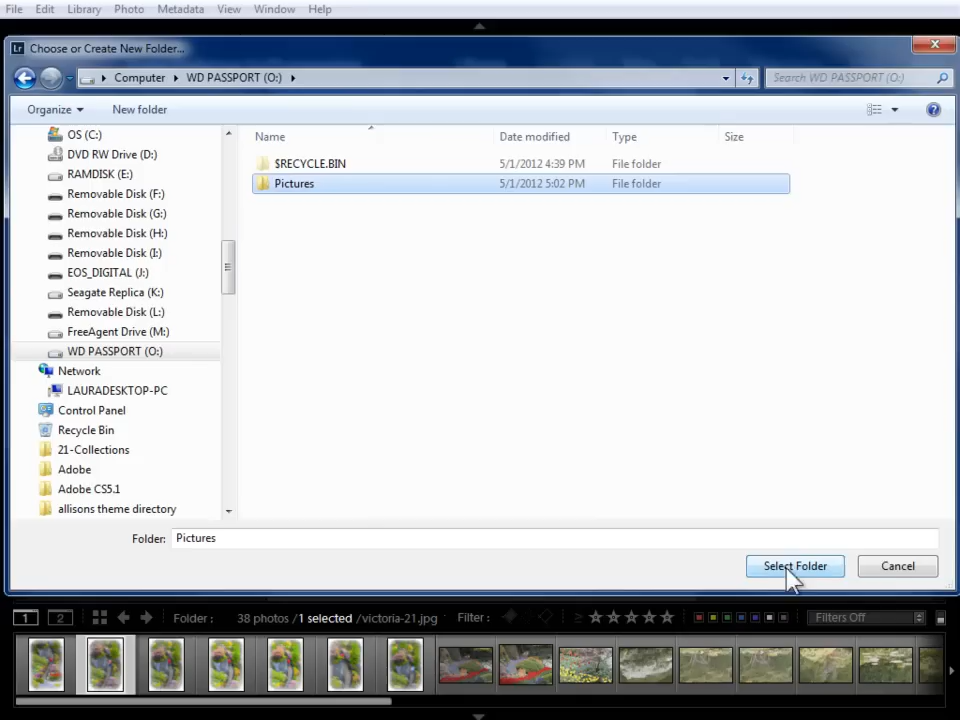 File Edit Library Photo Metadata View Window Help
Lr Choose or Create New Folder...
Computer WD PASSPORT (O:) Search WD PASSPORT (O:)
Organize New folder
Name Date modified Type Size
$RECYCLE.BIN 5/1/2012 4:39 PM File folder
Pictures 5/1/2012 5:02 PM File folder
OS (C:)
DVD RW Drive (D:)
RAMDISK (E:)
Removable Disk (F:)
Removable Disk (G:)
Removable Disk (H:)
Removable Disk (I:)
EOS_DIGITAL (J:)
Seagate Replica (K:)
Removable Disk (L:)
FreeAgent Drive (M:)
WD PASSPORT (O:)
Network
LAURADESKTOP-PC
Control Panel
Recycle Bin
21-Collections
Adobe
Adobe CS5.1
allisons theme directory
Folder: Pictures
Select Folder Cancel
1 2 Folder : 38 photos / 1 selected / victoria-21.jpg Filter : ≥ Filters Off